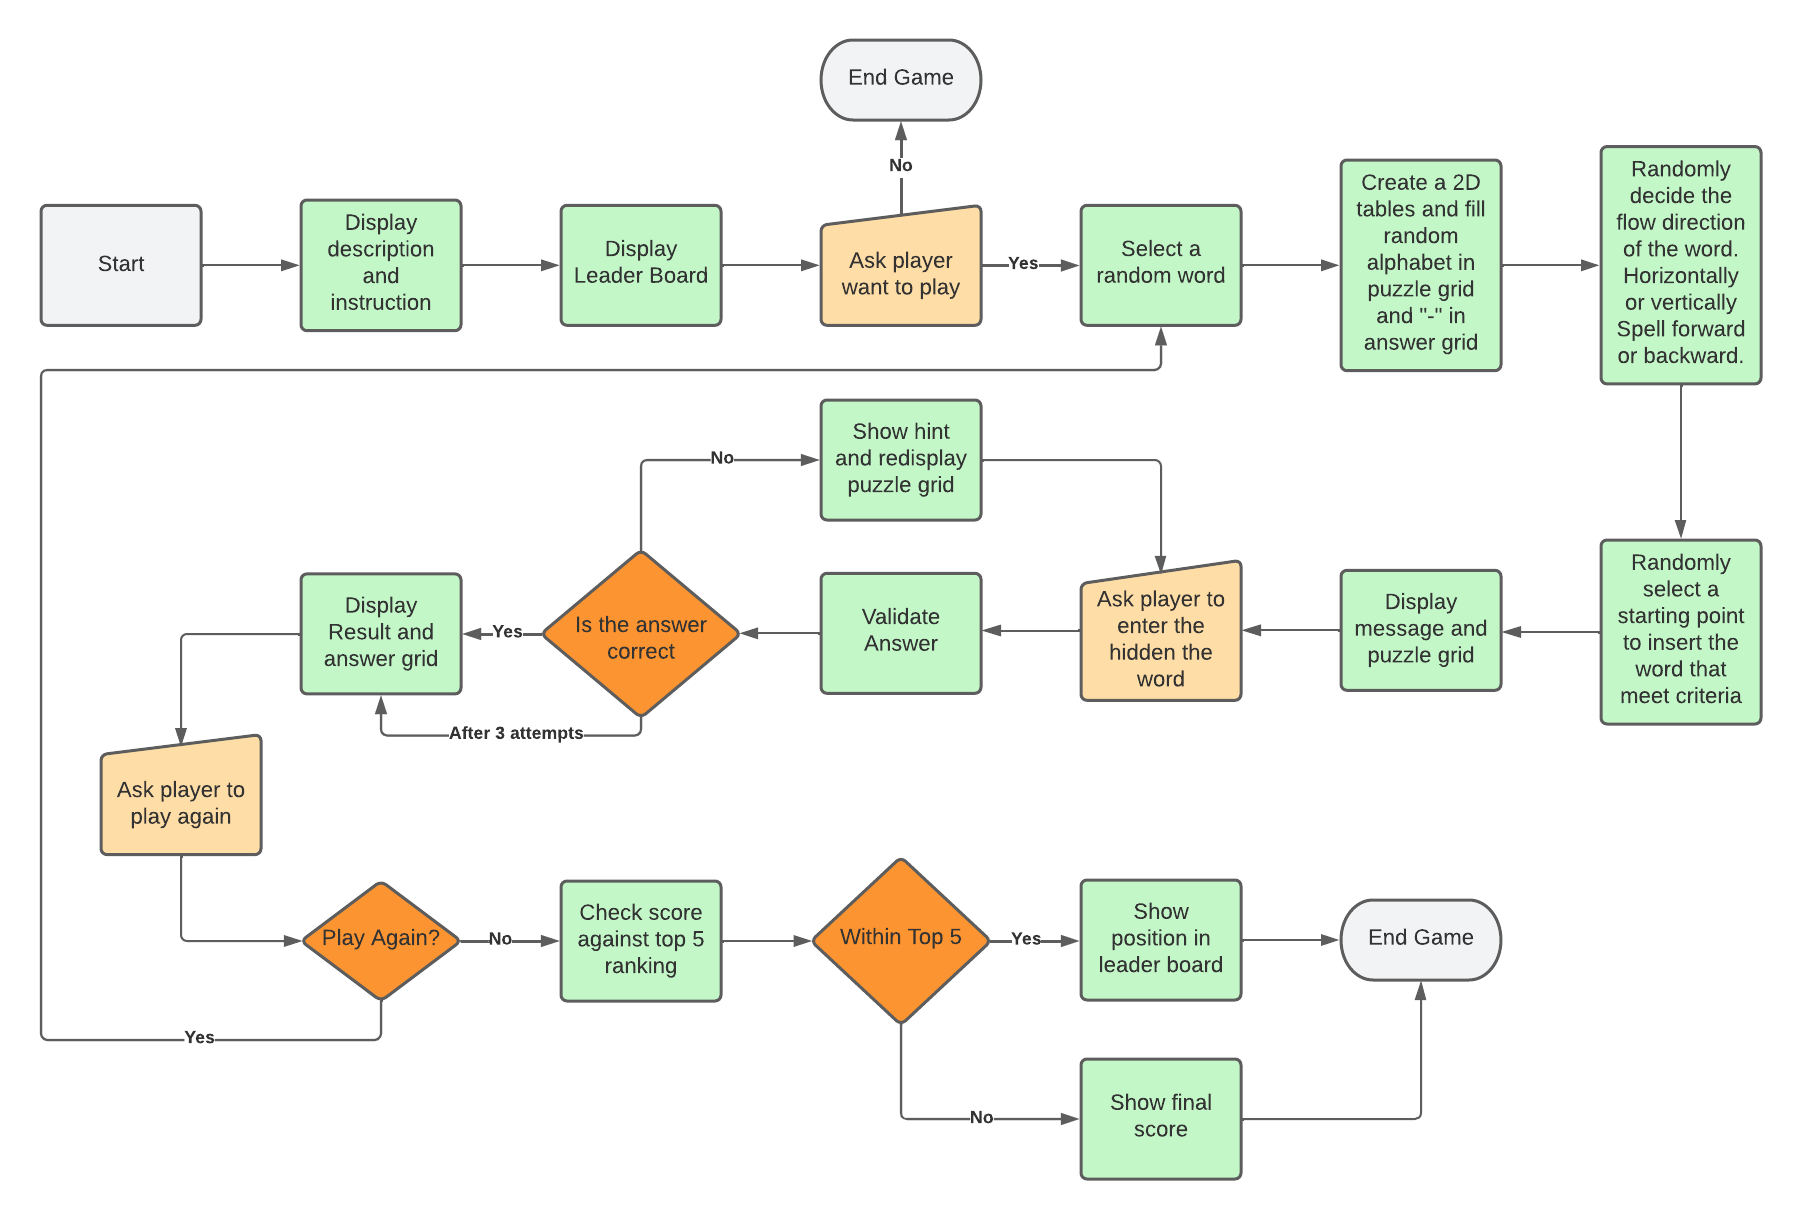 End Game
No
Start
Display
description
and
instruction
Display
Leader Board
Ask player
want to play
Yes
Select a
random word
Create a 2D
tables and fill
random
alphabet in
puzzle grid
and "-" in
answer grid
Randomly
decide the
flow direction
of the word.
Horizontally
or vertically
Spell forward
or backward.
No
Show hint
and redisplay
puzzle grid
Display
Result and
answer grid
Yes
Is the answer
correct
Validate
Answer
Ask player to
enter the
hidden the
word
Display
message and
puzzle grid
Randomly
select a
starting point
to insert the
word that
meet criteria
After 3 attempts
Ask player to
play again
Play Again?
No
Check score
against top 5
ranking
Within Top 5
Yes
Show
position in
leader board
End Game
Yes
No
Show final
score